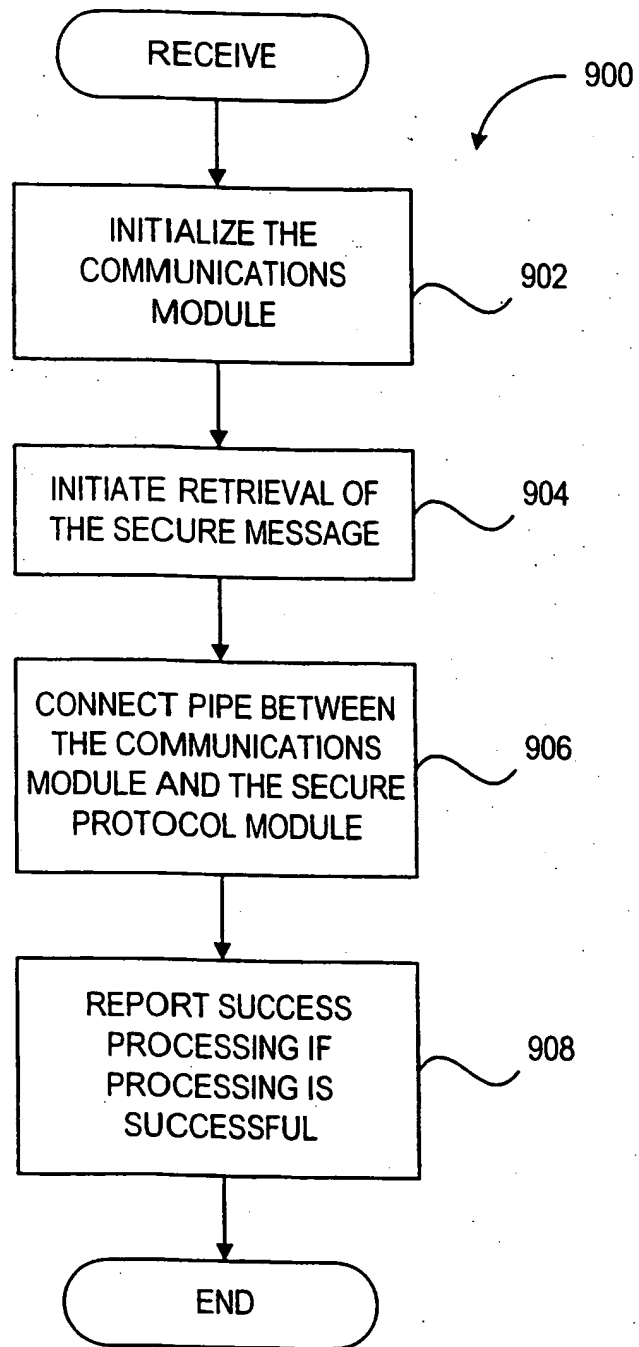 RECEIVE
900
INITIALIZE THE
COMMUNICATIONS
MODULE
902
INITIATE RETRIEVAL OF
THE SECURE MESSAGE
904
CONNECT PIPE BETWEEN
THE COMMUNICATIONS
MODULE AND THE SECURE
PROTOCOL MODULE
906
REPORT SUCCESS
PROCESSING IF
PROCESSING IS
SUCCESSFUL
908
END